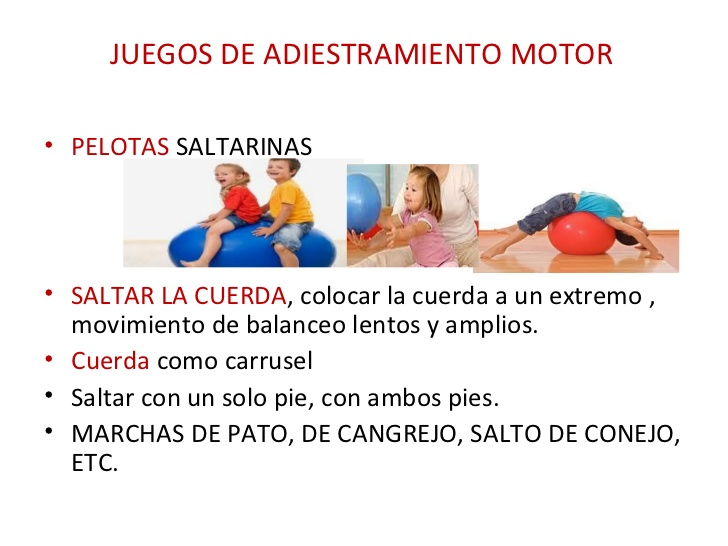 JUEGOS DE ADIESTRAMIENTO MOTOR
• PELOTAS SALTARINAS
• SALTAR LA CUERDA, colocar la cuerda a un extremo ,
movimiento de balanceo lentos y amplios.
• Cuerda como carrusel
• Saltar con un solo pie, con ambos pies.
• MARCHAS DE PATO, DE CANGREJO, SALTO DE CONEJO,
ETC.